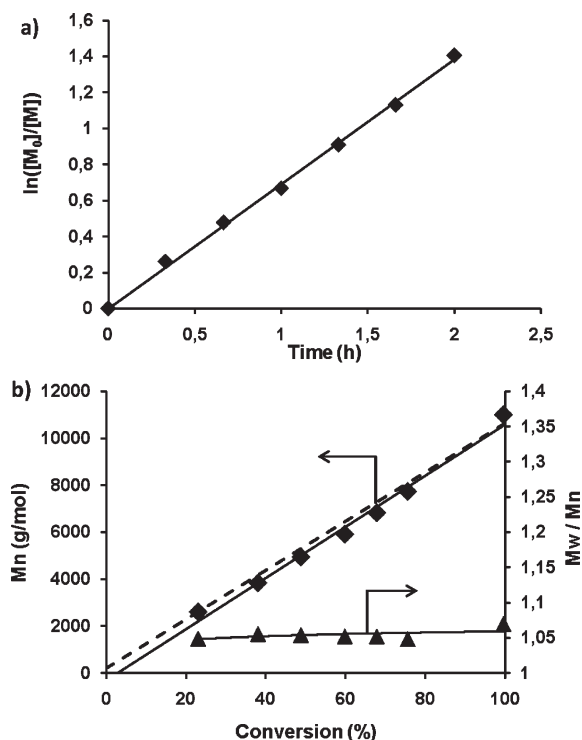 a)
1,6
1,4
1,2
1
0,8
0,6
0,4
0,2
0
ln([M₀]/[M])
0 0,5 1 1,5 2 2,5
Time (h)
b)
12000
10000
8000
6000
4000
2000
0
Mn (g/mol)
1,4
1,35
1,3
1,25
1,2
1,15
1,1
1,05
1
Mw / Mn
0 20 40 60 80 100
Conversion (%)